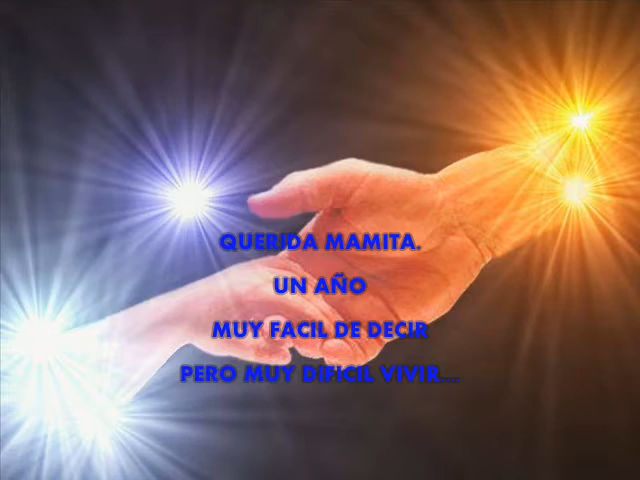 QUERIDA MAMITA.
UN AÑO
MUY FACIL DE DECIR
PERO MUY DIFICIL VIVIR....